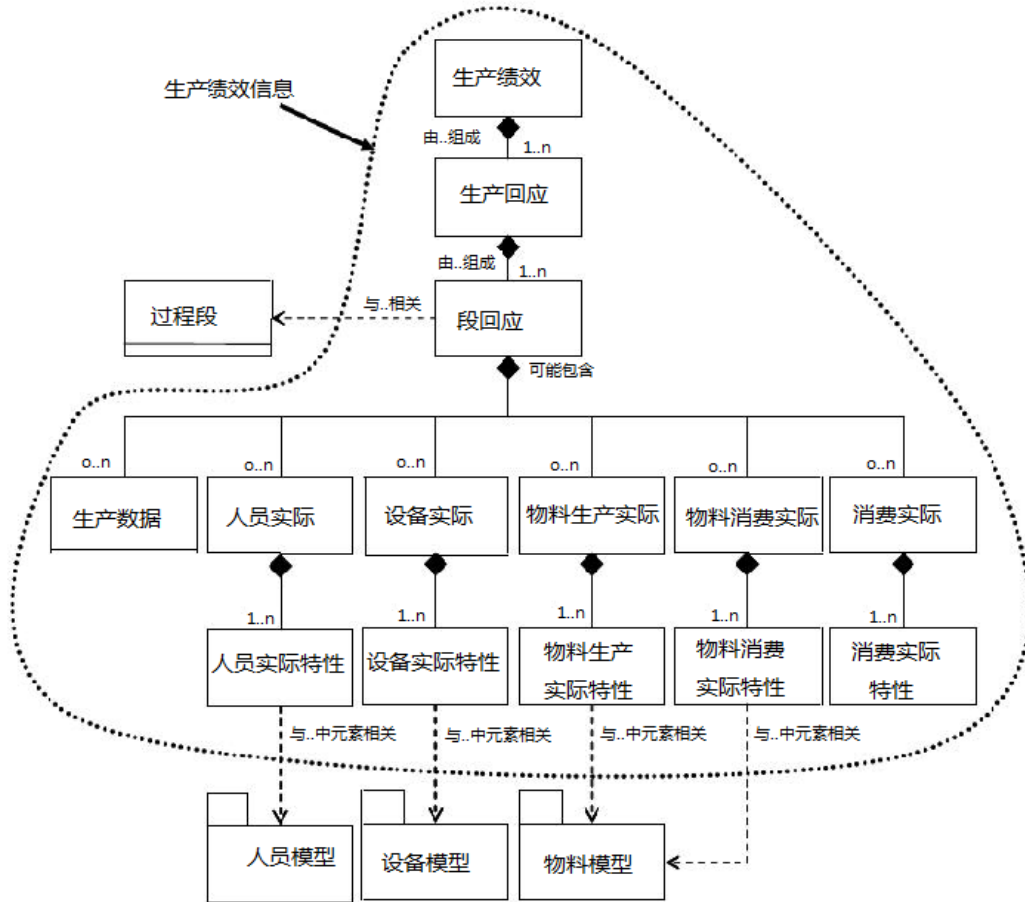 生产绩效
生产绩效信息
由..组成
1..n
生产回应
由..组成
1..n
过程段
与..相关
段回应
可能包含
o..n
o..n
o..n
o..n
o..n
o..n
生产数据
人员实际
设备实际
物料生产实际
物料消费实际
消费实际
1..n
1..n
1..n
1..n
1..n
人员实际特性
设备实际特性
物料生产
实际特性
物料消费
实际特性
消费实际
特性
与..中元素相关
与..中元素相关
与..中元素相关
与..中元素相关
人员模型
设备模型
物料模型